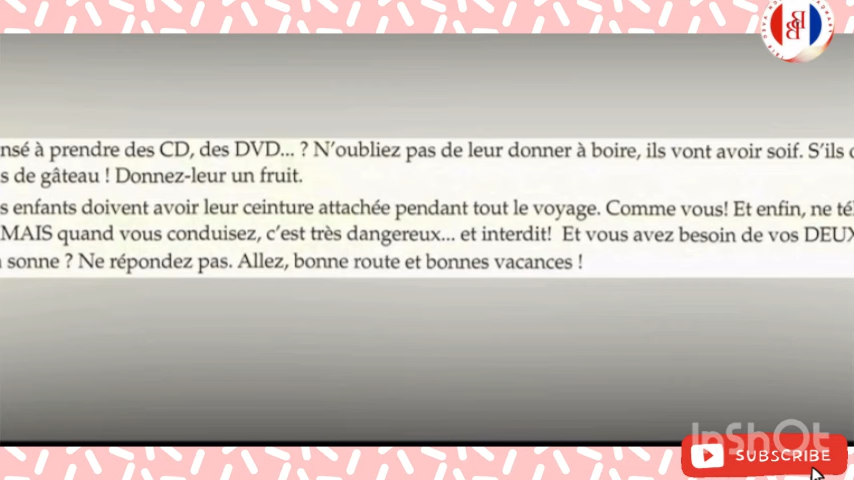 nsé à prendre des CD, des DVD... ? N'oubliez pas de leur donner à boire, ils vont avoir soif. S'ils
s de gâteau ! Donnez-leur un fruit.
s enfants doivent avoir leur ceinture attachée pendant tout le voyage. Comme vous! Et enfin, ne té
MAIS quand vous conduisez, c'est très dangereux... et interdit! Et vous avez besoin de vos DEUX
sonne ? Ne répondez pas. Allez, bonne route et bonnes vacances !
InShOt
SUBSCRIBE